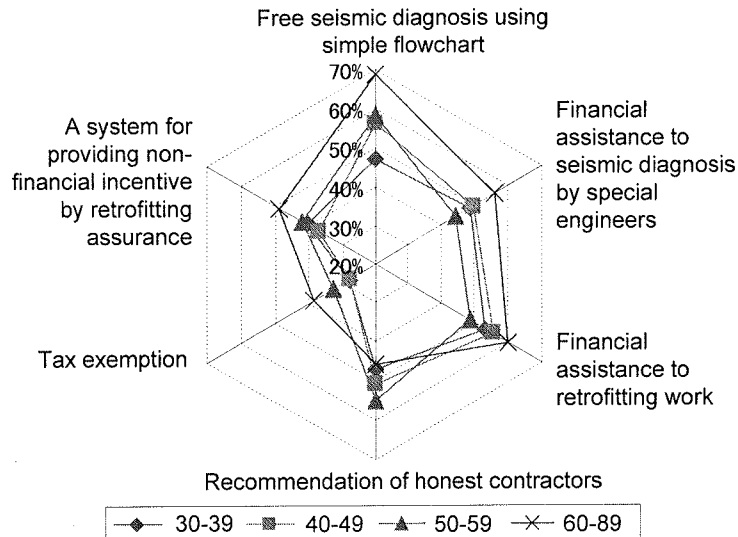 Free seismic diagnosis using
simple flowchart
70%
60%
50%
40%
30%
20%
Financial
assistance to
seismic diagnosis
by special
engineers
Financial
assistance to
retrofitting work
Recommendation of honest contractors
Tax exemption
A system for
providing non-
financial incentive
by retrofitting
assurance
30-39 40-49 50-59 60-89